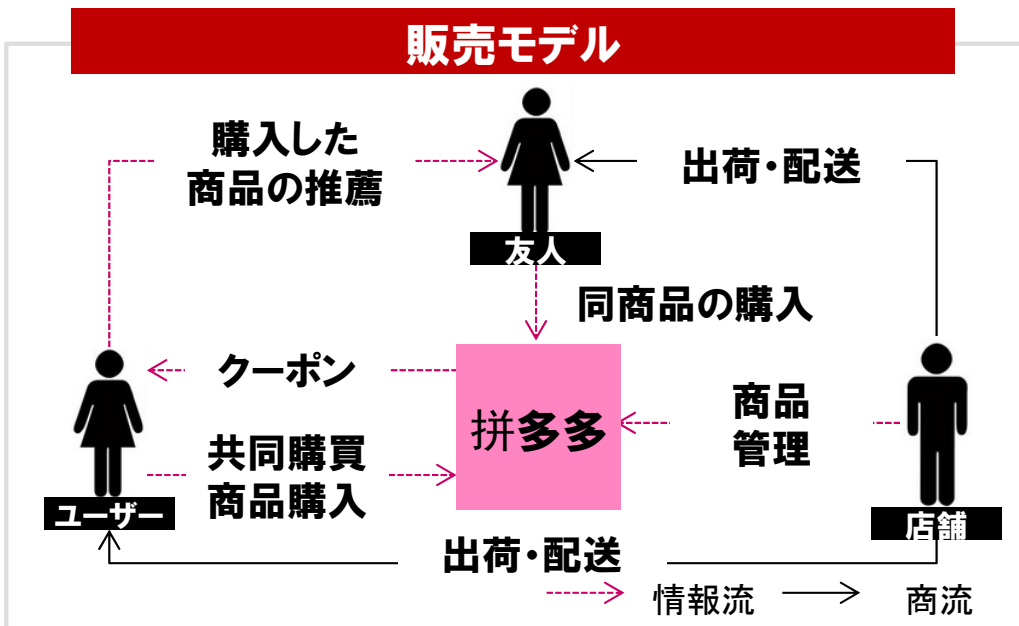 販売モデル
購入した
商品の推薦
出荷・配送
友人
同商品の購入
クーポン
拼多多
商品
管理
共同購買
商品購入
ユーザー
店舗
出荷・配送
情報流
商流